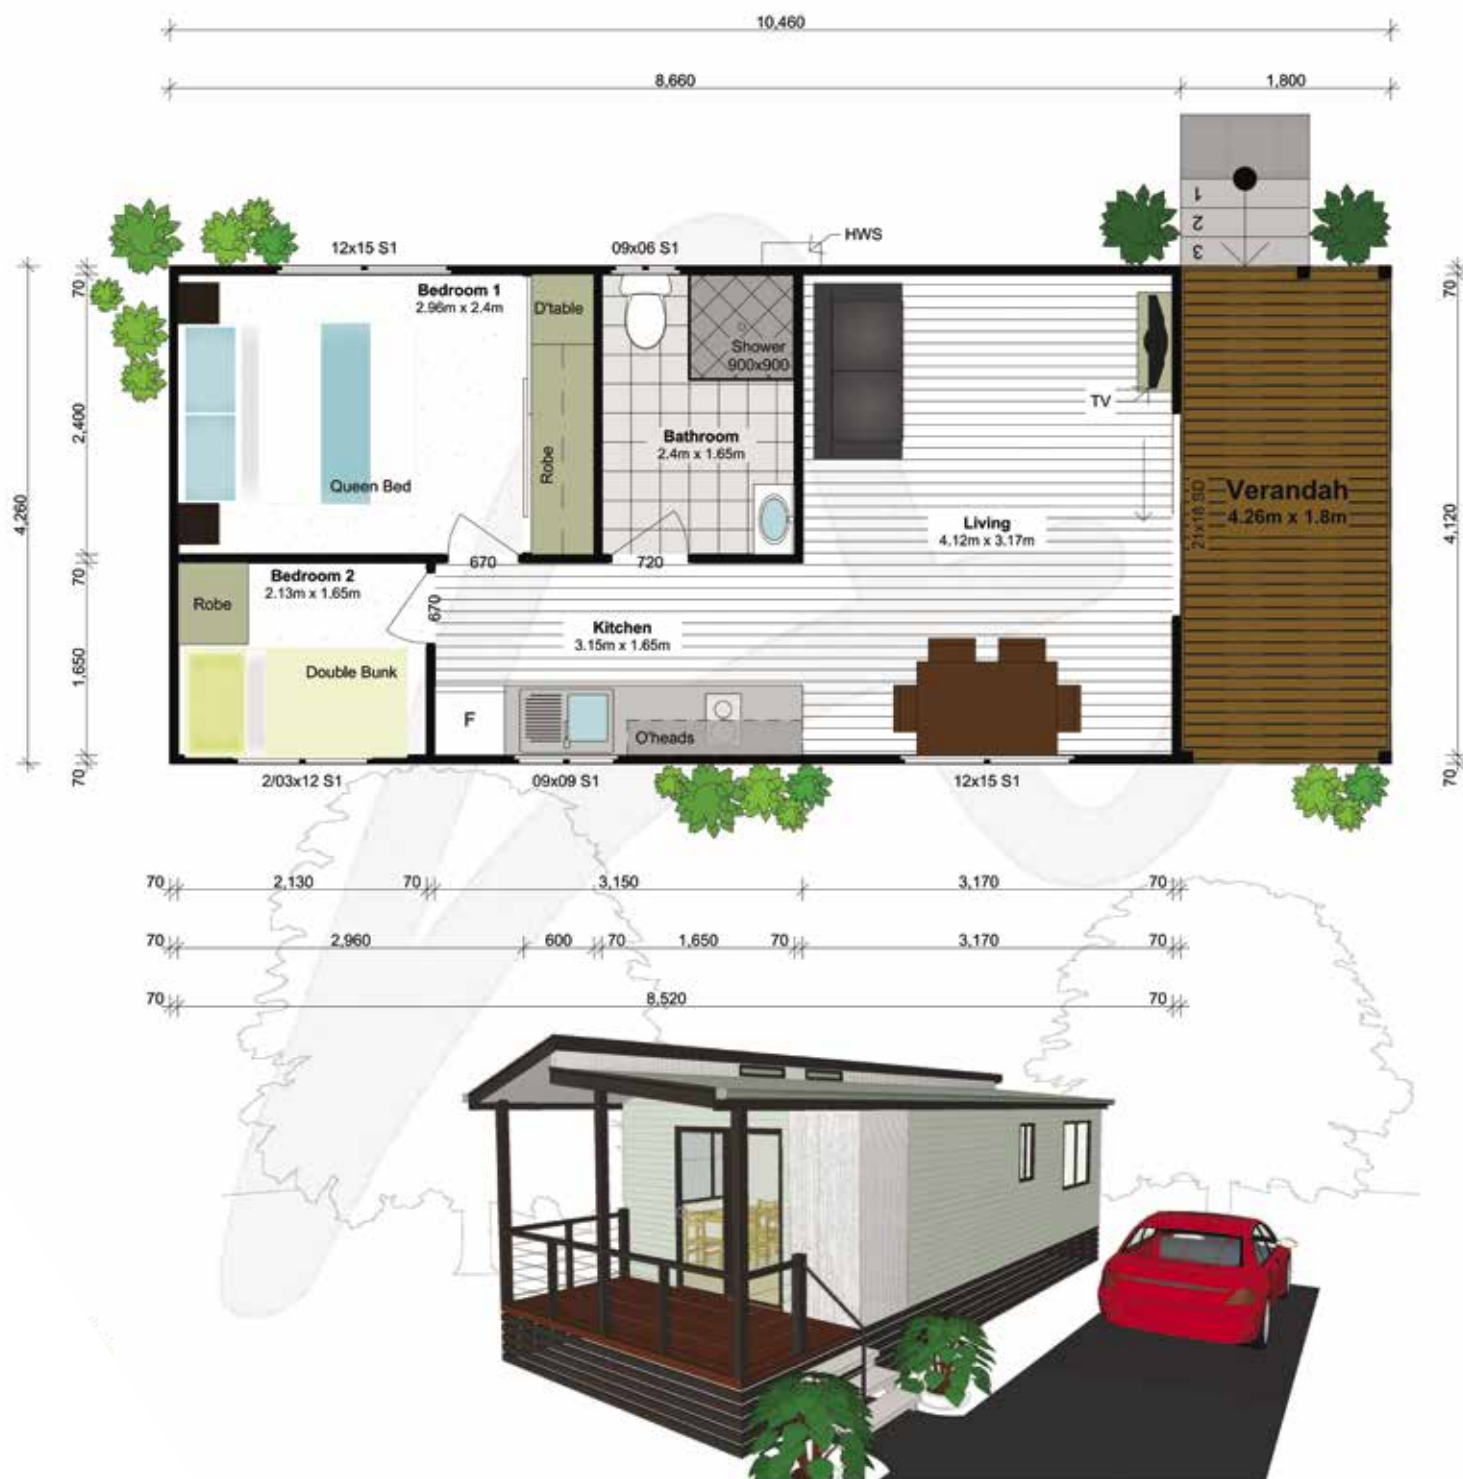 10,460
8,660
1,800
HWS
1
2
3
12x15 S1
09x06 S1
70
70
Bedroom 1
2.96m x 2.4m
D'table
Shower
900x900
TV
2,400
Bathroom
2.4m x 1.65m
Robe
Queen Bed
Verandah
4.26m x 1.8m
21x18 SD
Living
4.12m x 3.17m
4,260
4,120
670
720
70
Bedroom 2
2.13m x 1.65m
Robe
670
Kitchen
3.15m x 1.65m
1,650
Double Bunk
F
O'heads
70
70
2/03x12 S1
09x09 S1
12x15 S1
70 2,130 70 3,150 3,170 70
70 2,960 600 70 1,650 70 3,170 70
70 8,520 70